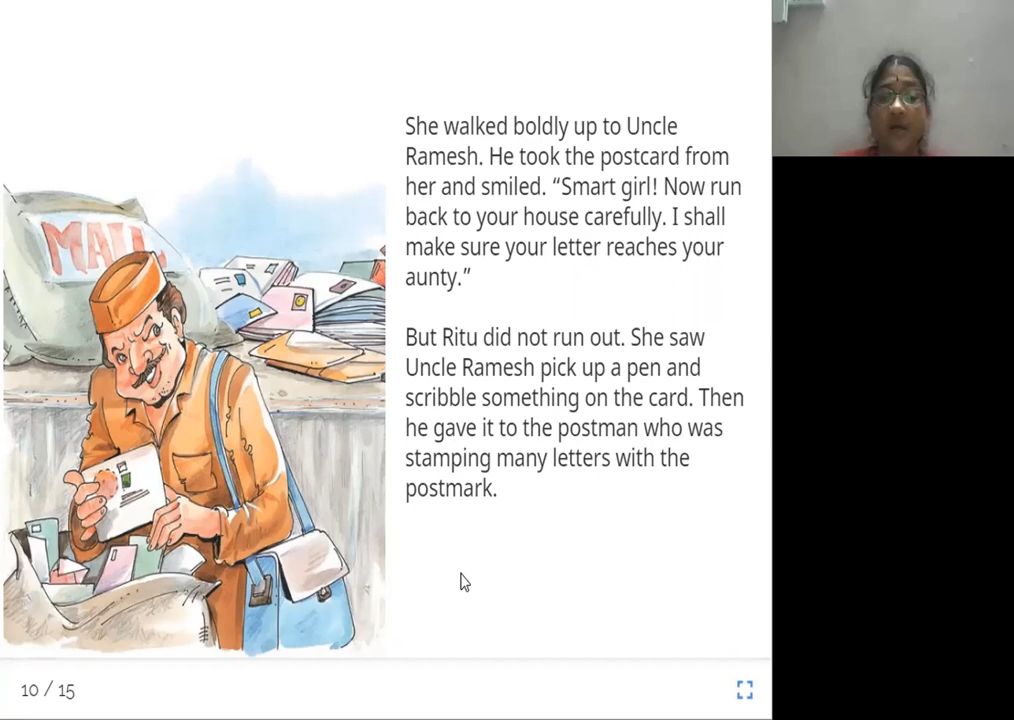 She walked boldly up to Uncle
Ramesh. He took the postcard from
her and smiled. “Smart girl! Now run
back to your house carefully. I shall
make sure your letter reaches your
aunty.”
But Ritu did not run out. She saw
Uncle Ramesh pick up a pen and
scribble something on the card. Then
he gave it to the postman who was
stamping many letters with the
postmark.
MAIL
10 / 15